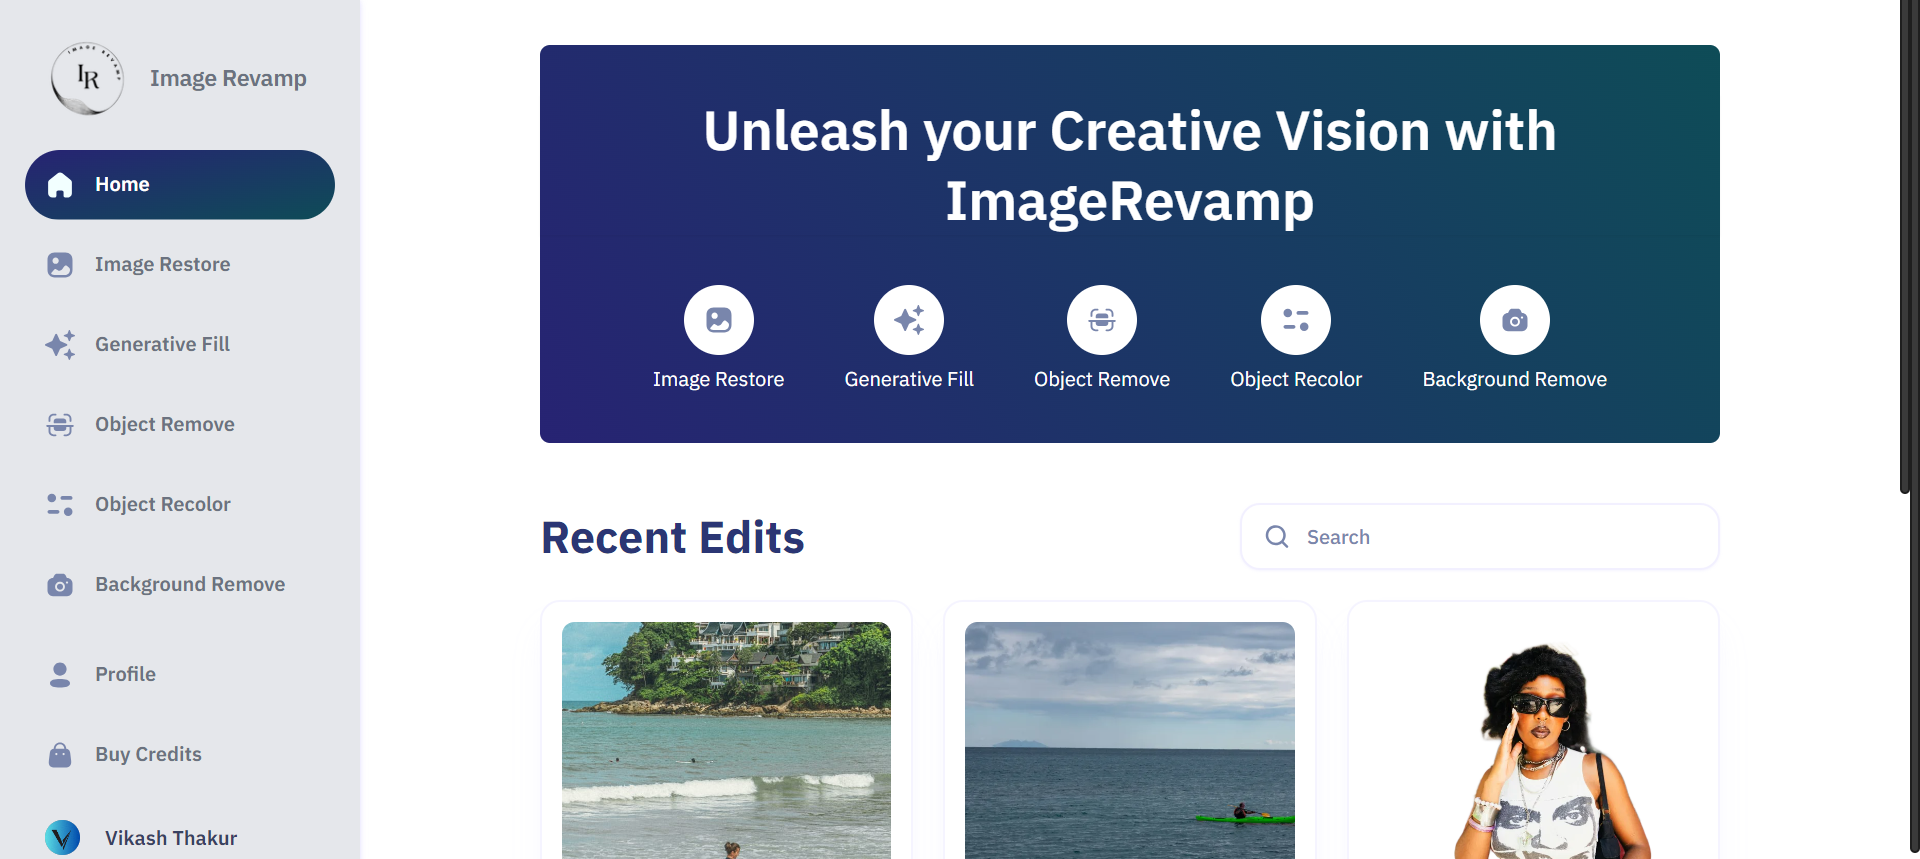 IMAGE REVAMP
IR
Image Revamp
Home
Image Restore
Generative Fill
Object Remove
Object Recolor
Background Remove
Profile
Buy Credits
Vikash Thakur
Unleash your Creative Vision with
ImageRevamp
Image Restore
Generative Fill
Object Remove
Object Recolor
Background Remove
Recent Edits
Search